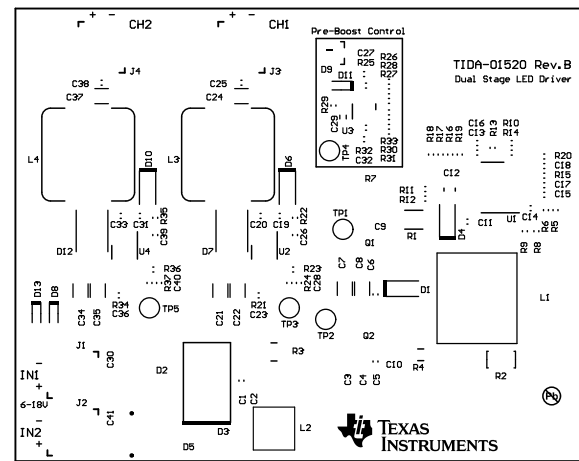 CH2
CH1
Pre-Boost Control
TIDA-01520 Rev.B
Dual Stage LED Driver
J4
J3
C38
C37
C25
C24
D9
D11
C27
R25
R26
R28
R27
R29
C29
U3
TP4
R32
C32
R33
R30
R31
R7
R18
R17
R16
R19
C16
C13
R13
R10
R14
R20
C18
R15
C17
C15
L4
D10
L3
D6
R11
R12
C12
C33
C31
R35
C39
C20
C19
R22
C26
TP1
C9
R1
D4
C11
U1
C14
R6
R5
D12
U4
D7
U2
Q1
R9
R8
R36
R37
C40
R23
R24
C28
C7
C8
C6
D1
L1
D13
D8
C34
C35
R34
C36
TP5
C21
C22
R21
C23
TP3
TP2
Q2
J1
C30
D2
R3
C10
R4
R2
IN1
6-18V
IN2
J2
C41
C1
C2
C3
C4
C5
D3
D5
L2
Pb
TEXAS
INSTRUMENTS